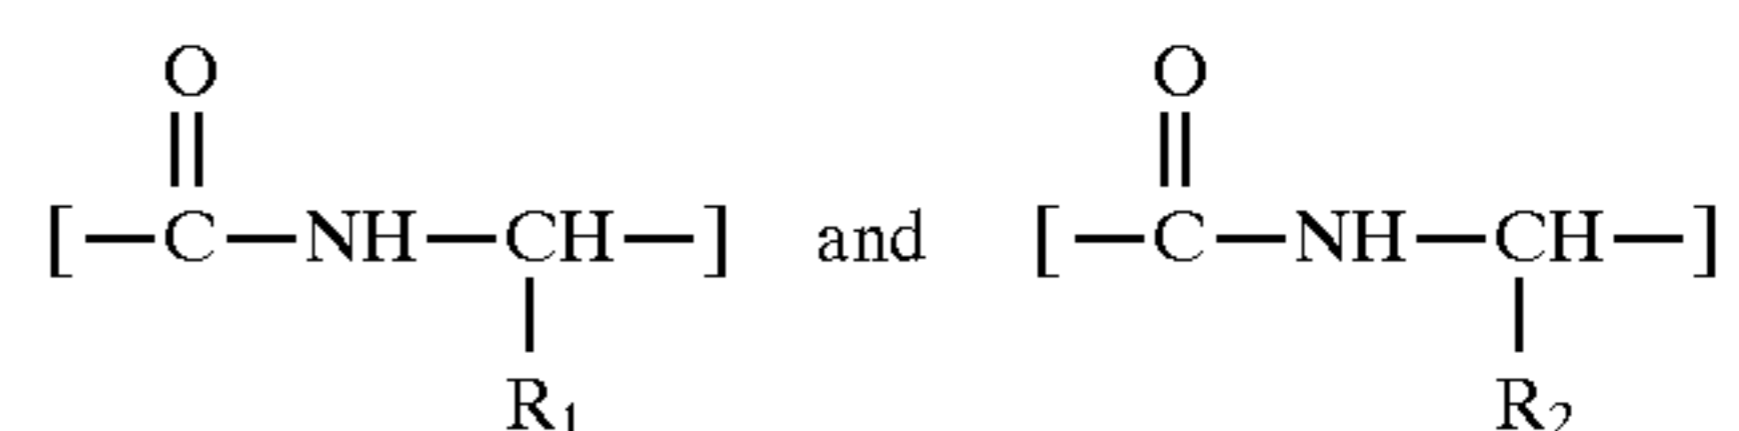 O O
[—C—NH—CH—] and [—C—NH—CH—]
R₁ R₂